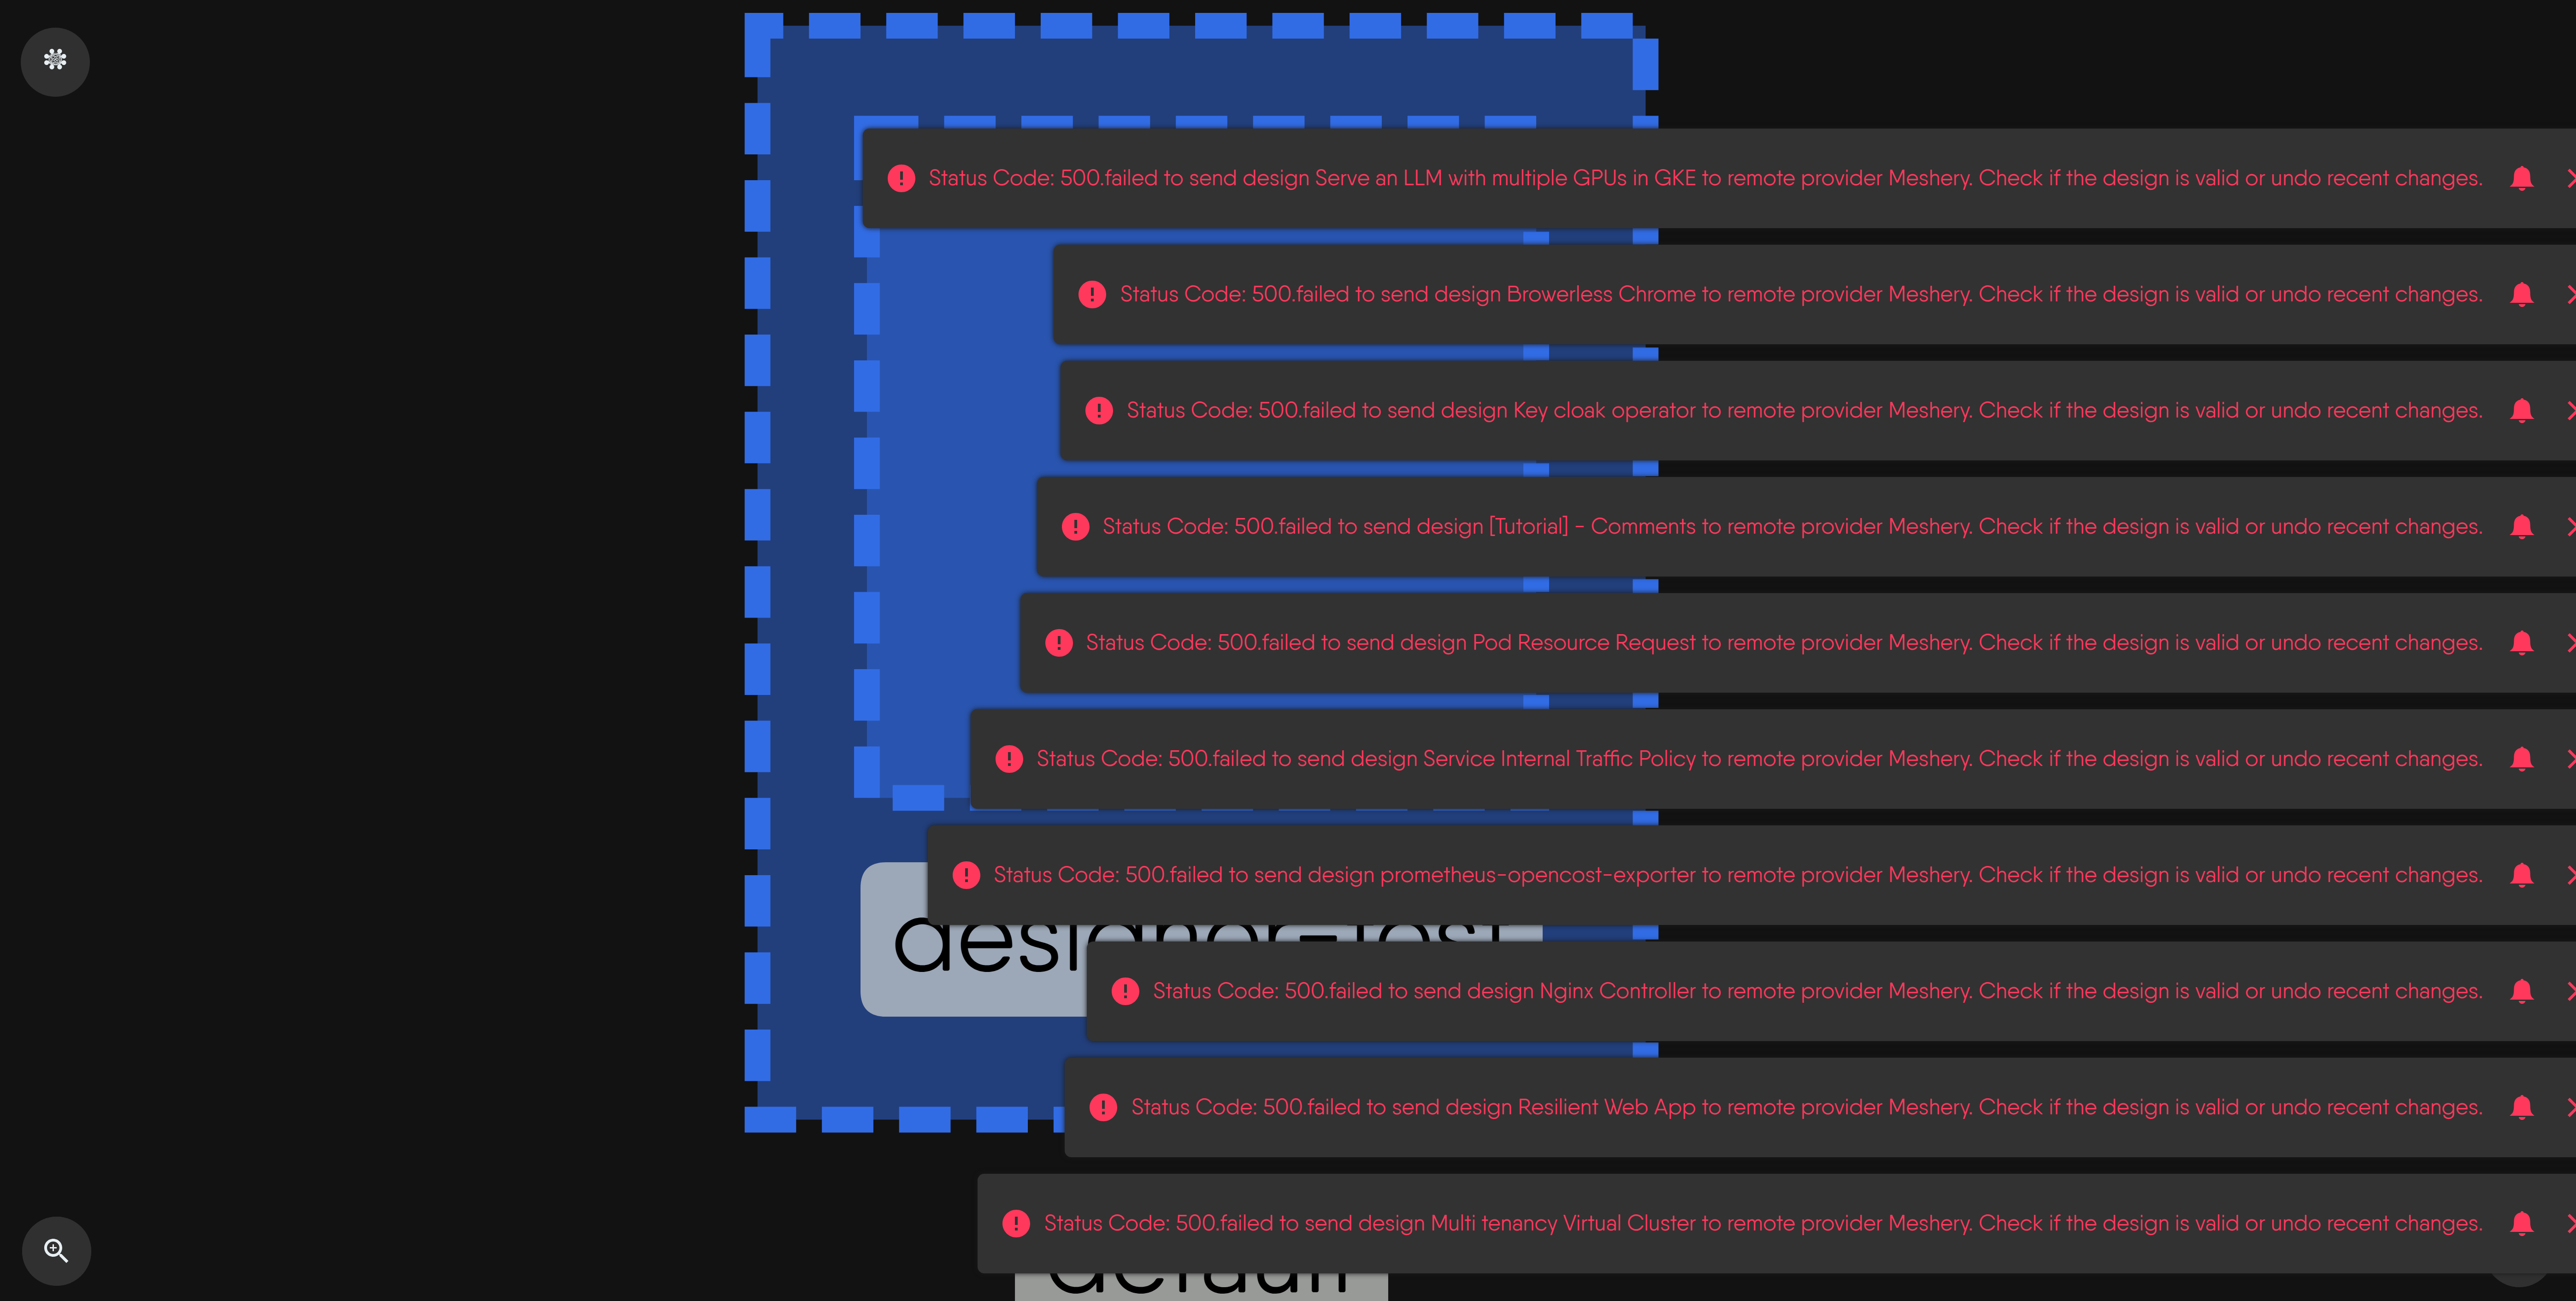 Status Code: 500.failed to send design Serve an LLM with multiple GPUs in GKE to remote provider Meshery. Check if the design is valid or undo recent changes.
Status Code: 500.failed to send design Browerless Chrome to remote provider Meshery. Check if the design is valid or undo recent changes.
Status Code: 500.failed to send design Key cloak operator to remote provider Meshery. Check if the design is valid or undo recent changes.
Status Code: 500.failed to send design [Tutorial] - Comments to remote provider Meshery. Check if the design is valid or undo recent changes.
Status Code: 500.failed to send design Pod Resource Request to remote provider Meshery. Check if the design is valid or undo recent changes.
Status Code: 500.failed to send design Service Internal Traffic Policy to remote provider Meshery. Check if the design is valid or undo recent changes.
Status Code: 500.failed to send design prometheus-opencost-exporter to remote provider Meshery. Check if the design is valid or undo recent changes.
Status Code: 500.failed to send design Nginx Controller to remote provider Meshery. Check if the design is valid or undo recent changes.
Status Code: 500.failed to send design Resilient Web App to remote provider Meshery. Check if the design is valid or undo recent changes.
Status Code: 500.failed to send design Multi tenancy Virtual Cluster to remote provider Meshery. Check if the design is valid or undo recent changes.